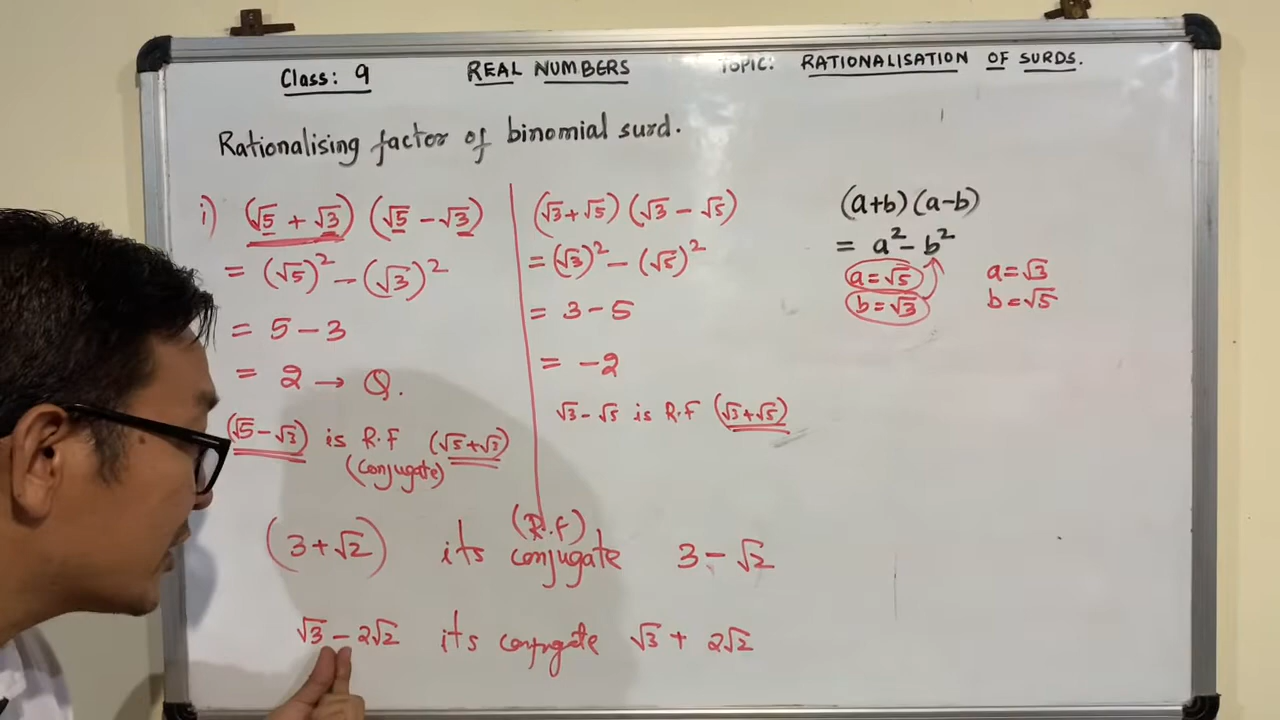 Class: 9 REAL NUMBERS TOPIC: RATIONALISATION OF SURDS.
Rationalising factor of binomial surd.
i) (√5 + √3) (√5 - √3)
= (√5)² - (√3)²
= 5 - 3
= 2 → Q.
(√5 - √3) is R.F (√5+√3)
(conjugate)
(√3+√5) (√3 - √5)
= (√3)² - (√5)²
= 3 - 5
= -2
√3 - √5 is R.F (√3+√5)
(a+b) (a-b)
= a² - b²
a=√5
b=√3
a=√3
b=√5
(R.F)
(3+√2) its conjugate 3 - √2
√3 - 2√2 its conjugate √3 + 2√2